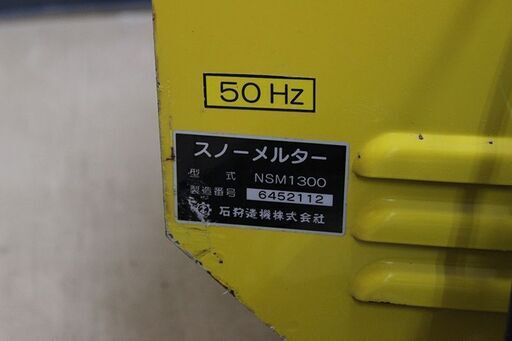 50 Hz
スノーメルター
型式 NSM1300
製造番号 6452112
石狩造機株式会社